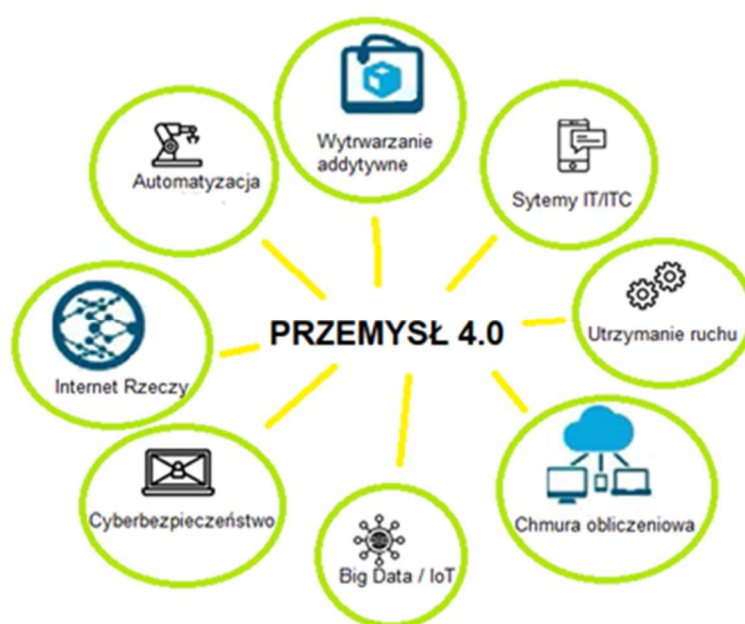 Wytrwarzanie
addytywne
Automatyzacja
Sytemy IT/ITC
PRZEMYSŁ 4.0
Utrzymanie ruchu
Internet Rzeczy
Cyberbezpieczeństwo
Chmura obliczeniowa
Big Data / IoT